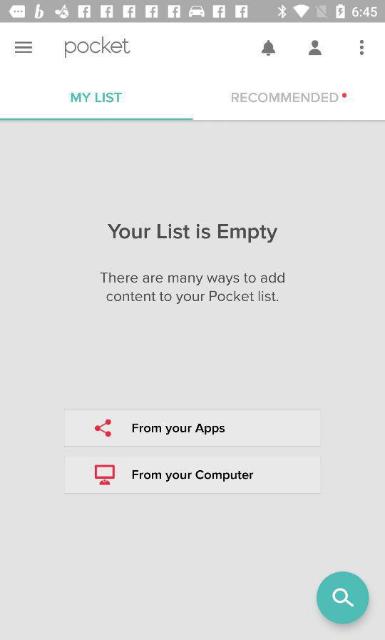 6:45
pocket
MY LIST
RECOMMENDED
Your List is Empty
There are many ways to add
content to your Pocket list.
From your Apps
From your Computer